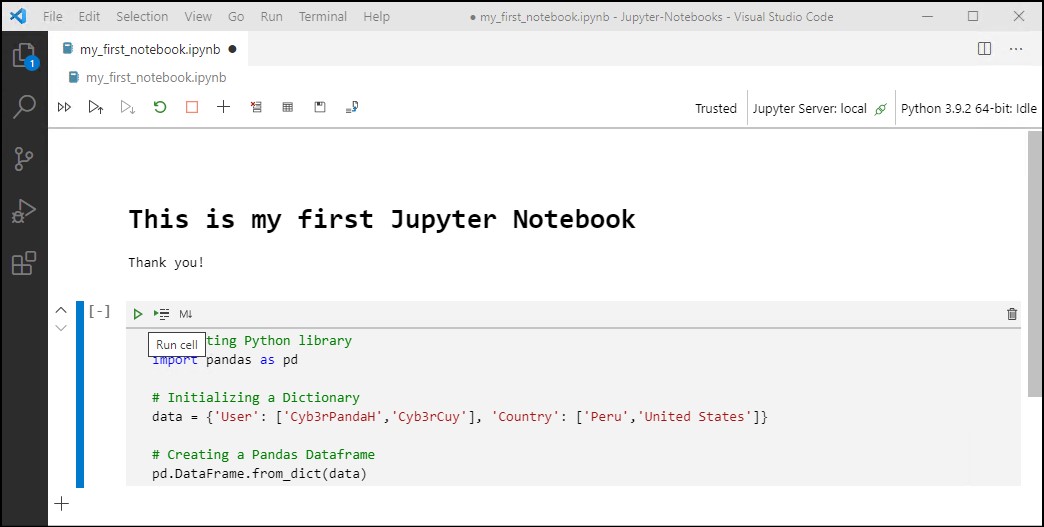 File Edit Selection View Go Run Terminal Help ● my_first_notebook.ipynb - Jupyter-Notebooks - Visual Studio Code
my_first_notebook.ipynb ●
1
my_first_notebook.ipynb
Trusted Jupyter Server: local Python 3.9.2 64-bit: Idle
This is my first Jupyter Notebook
Thank you!
[-]
M↓
Run cell
ting Python library
import pandas as pd
# Initializing a Dictionary
data = {'User': ['Cyb3rPandaH','Cyb3rCuy'], 'Country': ['Peru','United States']}
# Creating a Pandas Dataframe
pd.DataFrame.from_dict(data)